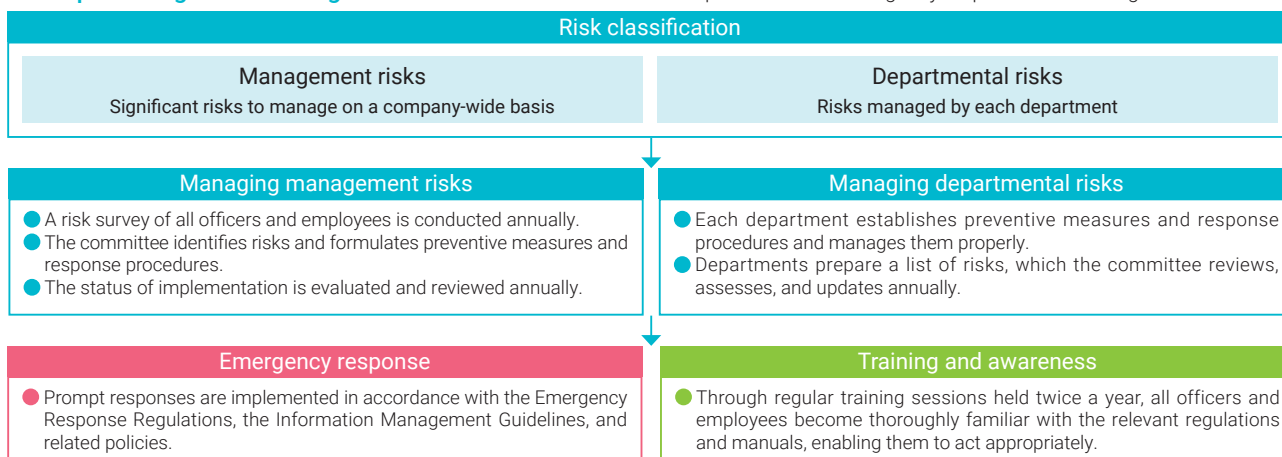 Risk classification
Management risks
Significant risks to manage on a company-wide basis
Departmental risks
Risks managed by each department
Managing management risks
● A risk survey of all officers and employees is conducted annually.
● The committee identifies risks and formulates preventive measures and
response procedures.
● The status of implementation is evaluated and reviewed annually.
Managing departmental risks
● Each department establishes preventive measures and response
procedures and manages them properly.
● Departments prepare a list of risks, which the committee reviews,
assesses, and updates annually.
Emergency response
● Prompt responses are implemented in accordance with the Emergency
Response Regulations, the Information Management Guidelines, and
related policies.
Training and awareness
● Through regular training sessions held twice a year, all officers and
employees become thoroughly familiar with the relevant regulations
and manuals, enabling them to act appropriately.